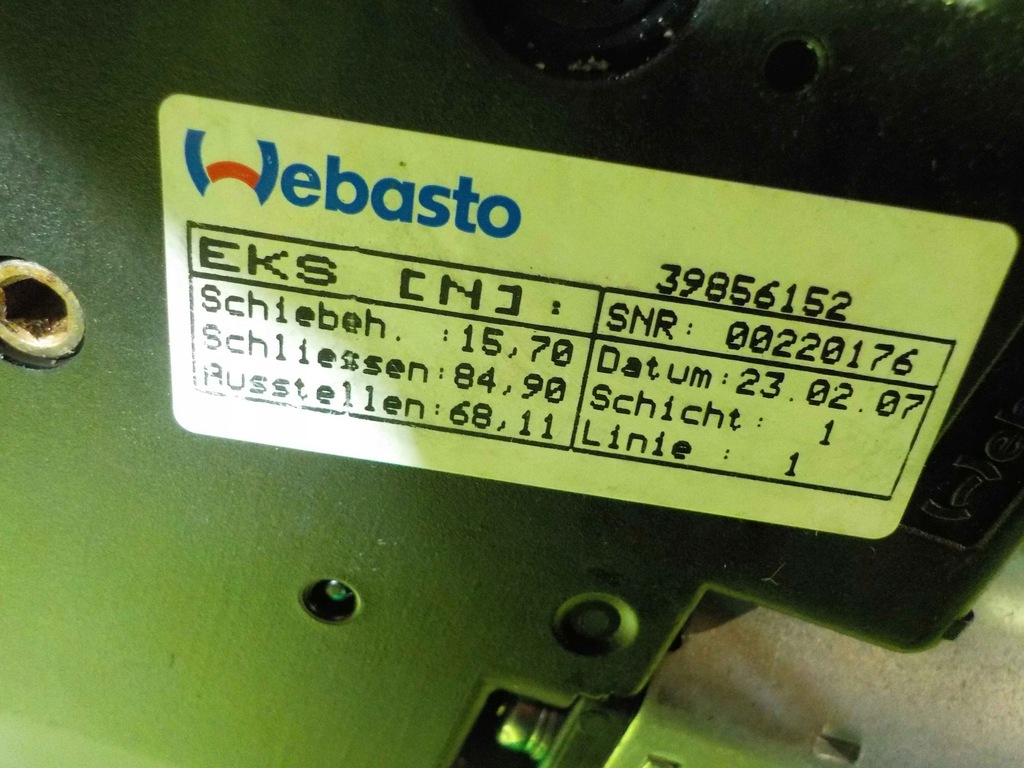 Webasto
39856152
EKS [N]:
Schiebeh. :15,70
Schliessen:84,90
Ausstellen:68,11
SNR: 00220176
Datum:23.02.07
Schicht: 1
Linie : 1
Web